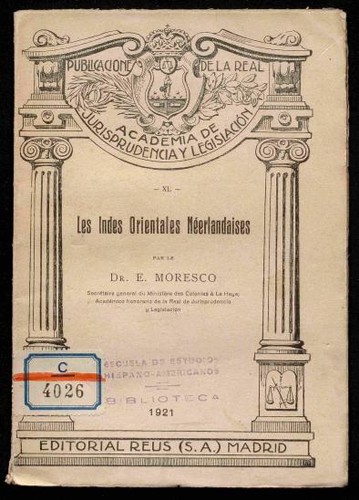 PUBLICACIONES DE LA REAL
ACADEMIA DE
JURISPRUDENCIA Y LEGISLACIÓN
— XL —
Les Indes Orientales Néerlandaises
PAR LE
DR. E. MORESCO
Secrétaire general du Ministère des Colonies à La Haye,
Académico honorario de la Real de Jurisprudencia
y Legislación
C
4026
ESCUELA DE ESTUDIOS
HISPANO-AMERICANOS
BIBLIOTECA
1921
EDITORIAL REUS (S. A.) MADRID